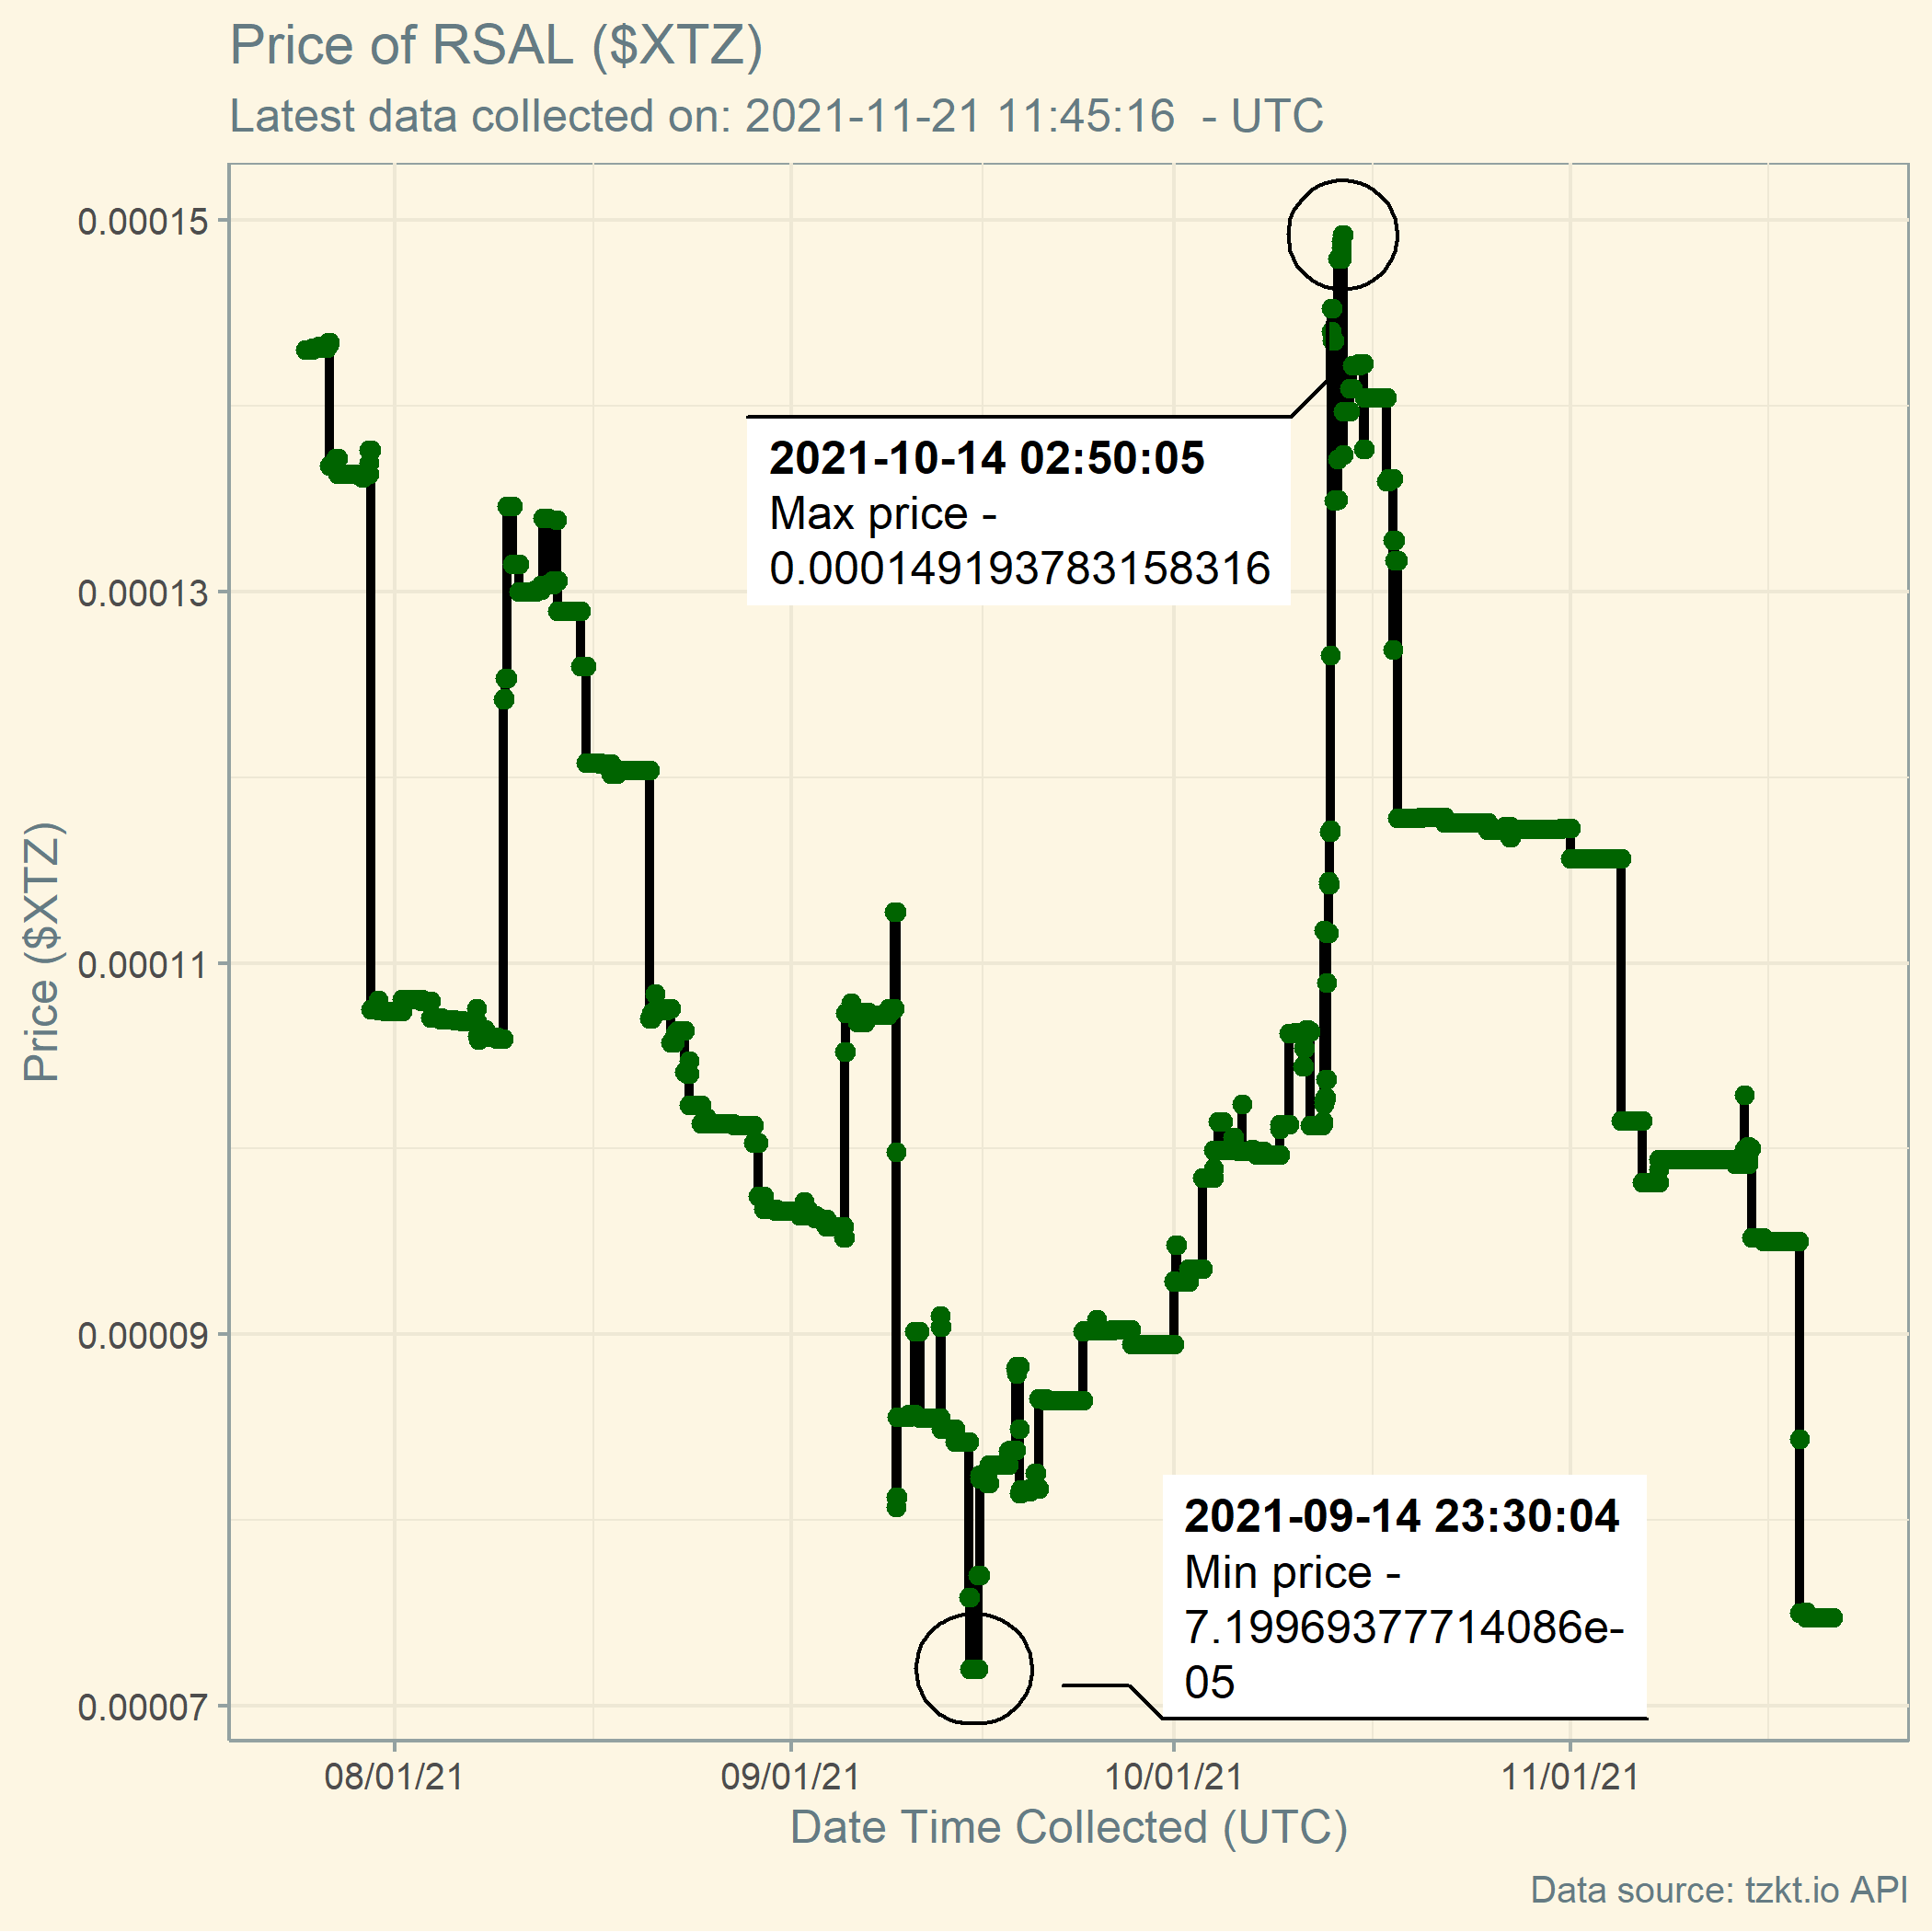 Price of RSAL ($XTZ)
Latest data collected on: 2021-11-21 11:45:16  - UTC
0.00015
0.00013
0.00011
0.00009
0.00007
Price ($XTZ)
2021-10-14 02:50:05
Max price -
0.000149193783158316
2021-09-14 23:30:04
Min price -
7.19969377714086e-
05
08/01/21
09/01/21
10/01/21
11/01/21
Date Time Collected (UTC)
Data source: tzkt.io API